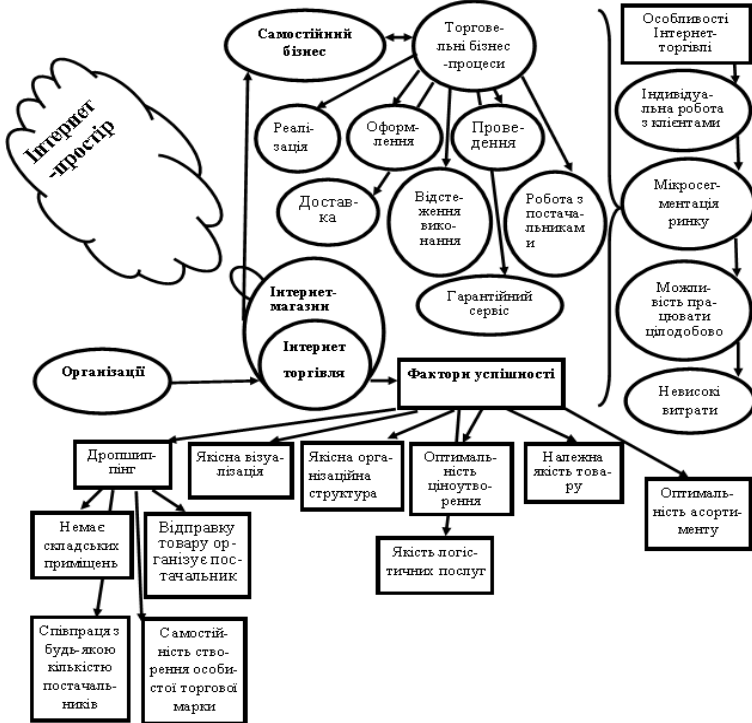 Інтернет
-простір
Самостійний
бізнес
Торгове-
льні бізнес
-процеси
Реалі-
зація
Оформ-
лення
Прове-
дення
Достав-
ка
Відсте-
ження
вико-
нання
Робота з
постача-
льникам
и
Гарантійний
сервіс
Особливості
Інтернет-
торгівлі
Індивідуа-
льна робота
з клієнтами
Мікросег-
ментація
ринку
Можли-
вість пра-
цювати
цілодобово
Невисокі
витрати
Інтернет-
магазин
Інтернет
торгівля
Організації
Фактори успішності
Дропшип-
пінг
Якісна візуа-
лізація
Якісна орга-
нізаційна
структура
Оптималь-
ність
ціноутво-
рення
Належна
якість това-
ру
Оптималь-
ність асорти-
менту
Немає
складських
приміщень
Відправку
товару ор-
ганізує пос-
тачальник
Якість логіс-
тичних послуг
Співпраця з
будь-якою
кількістю
постачаль-
ників
Самостій-
ність ство-
рення особи-
стої торгової
марки